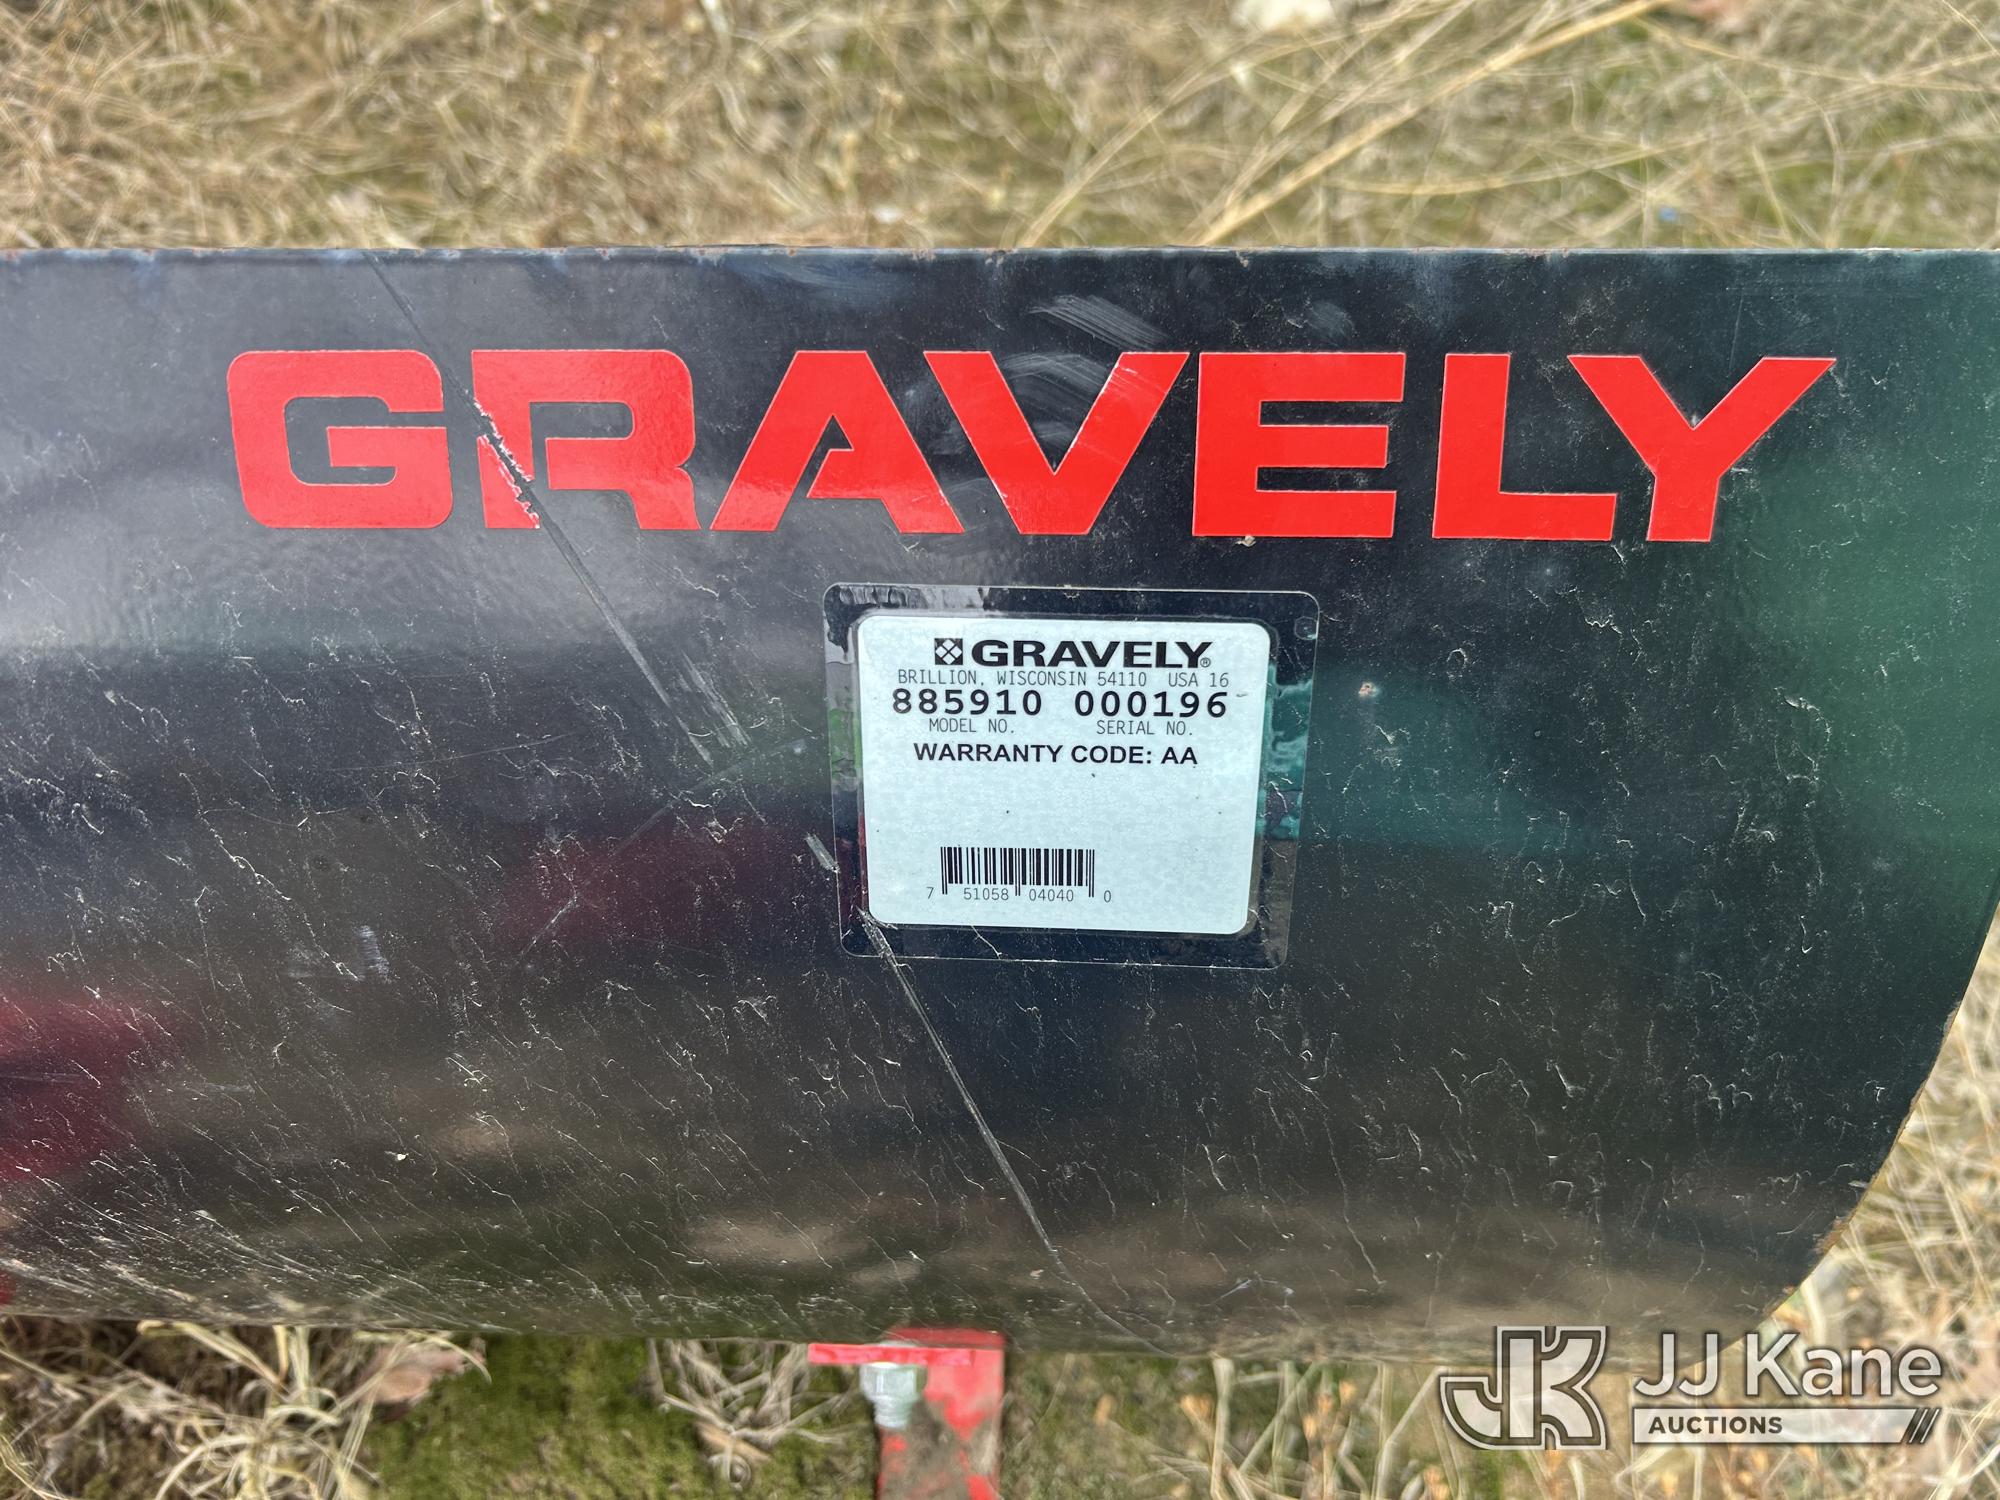 GRAVELY
GRAVELY®
BRILLION, WISCONSIN 54110 USA 16
885910 000196
MODEL NO. SERIAL NO.
WARRANTY CODE: AA
7 51058 04040 0
JK JJ Kane
AUCTIONS